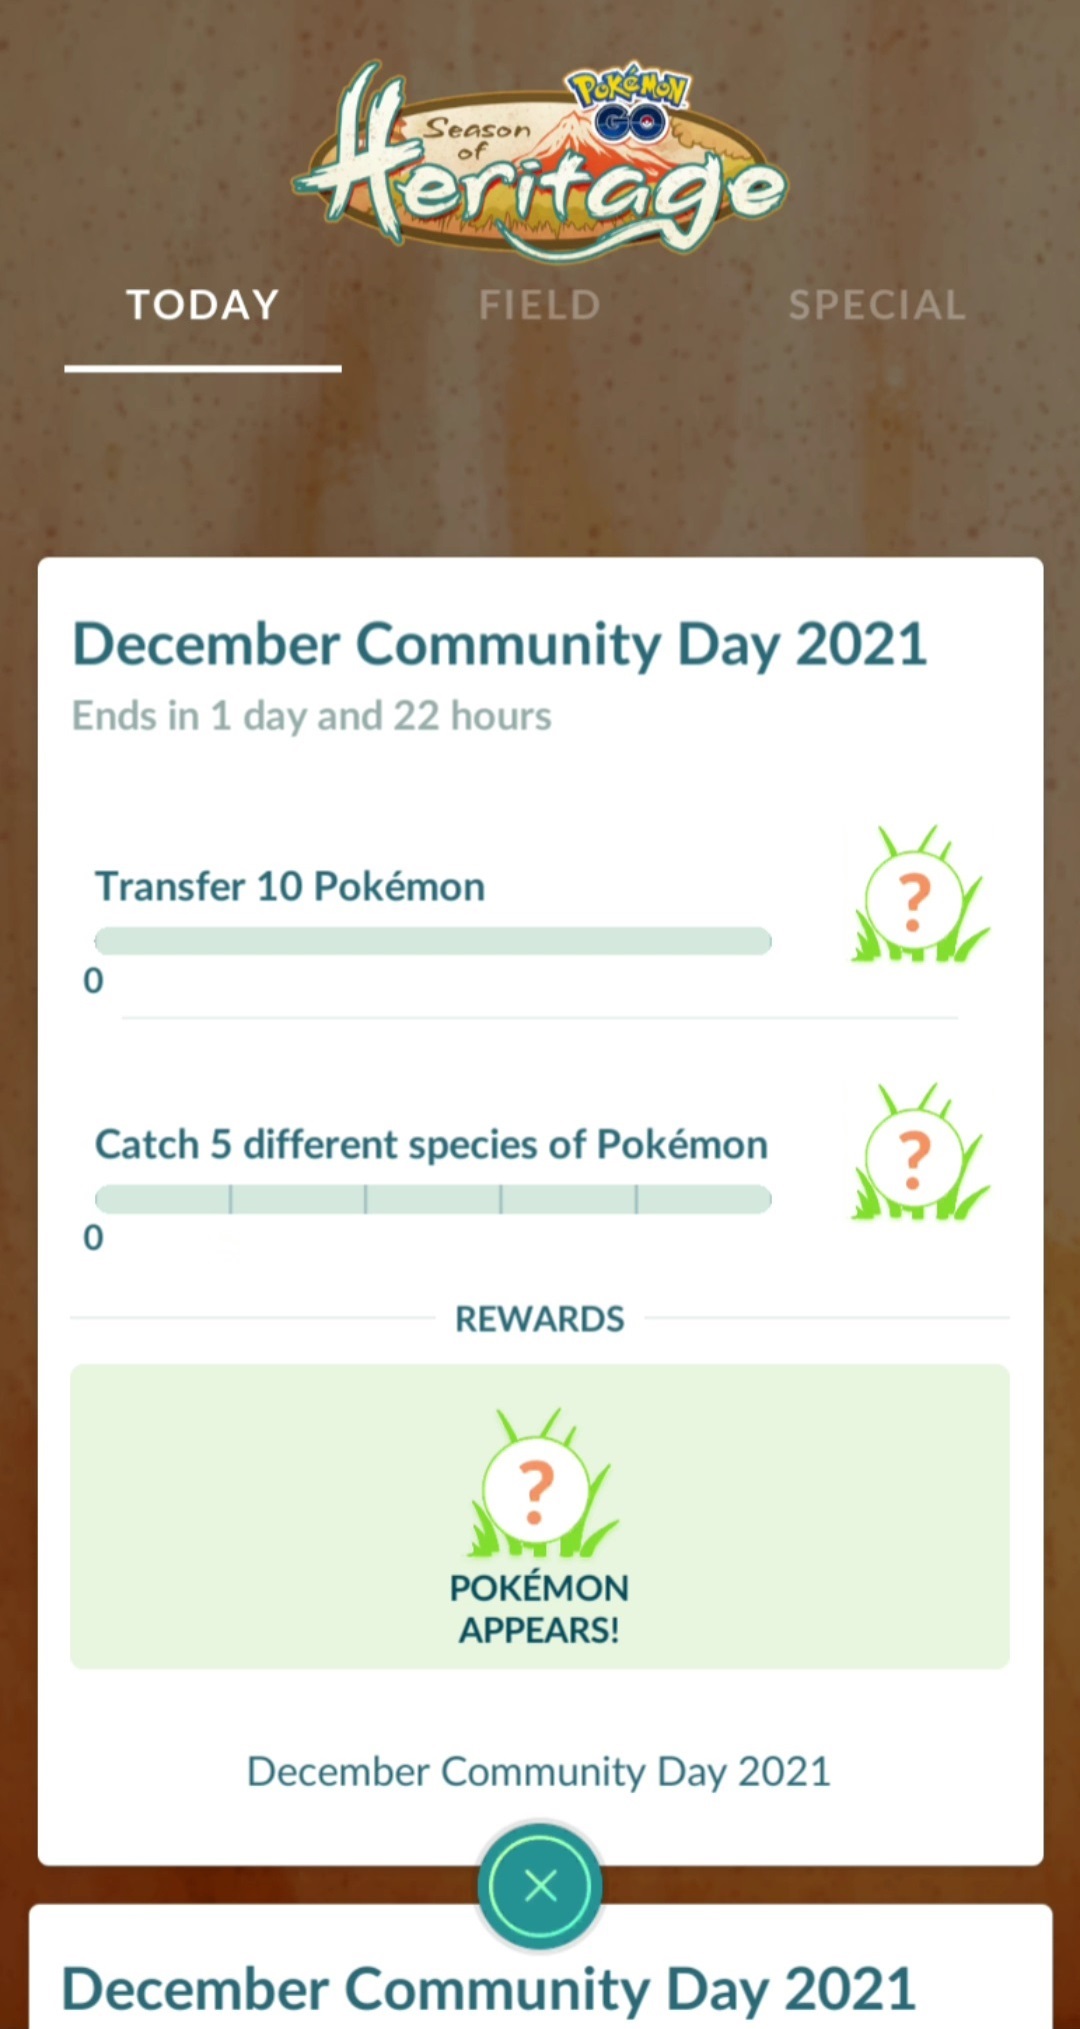 POKÉMON
GO
Season
of
Heritage
TODAY
FIELD
SPECIAL
December Community Day 2021
Ends in 1 day and 22 hours
Transfer 10 Pokémon
?
0
Catch 5 different species of Pokémon
?
0
REWARDS
?
POKÉMON
APPEARS!
December Community Day 2021
December Community Day 2021